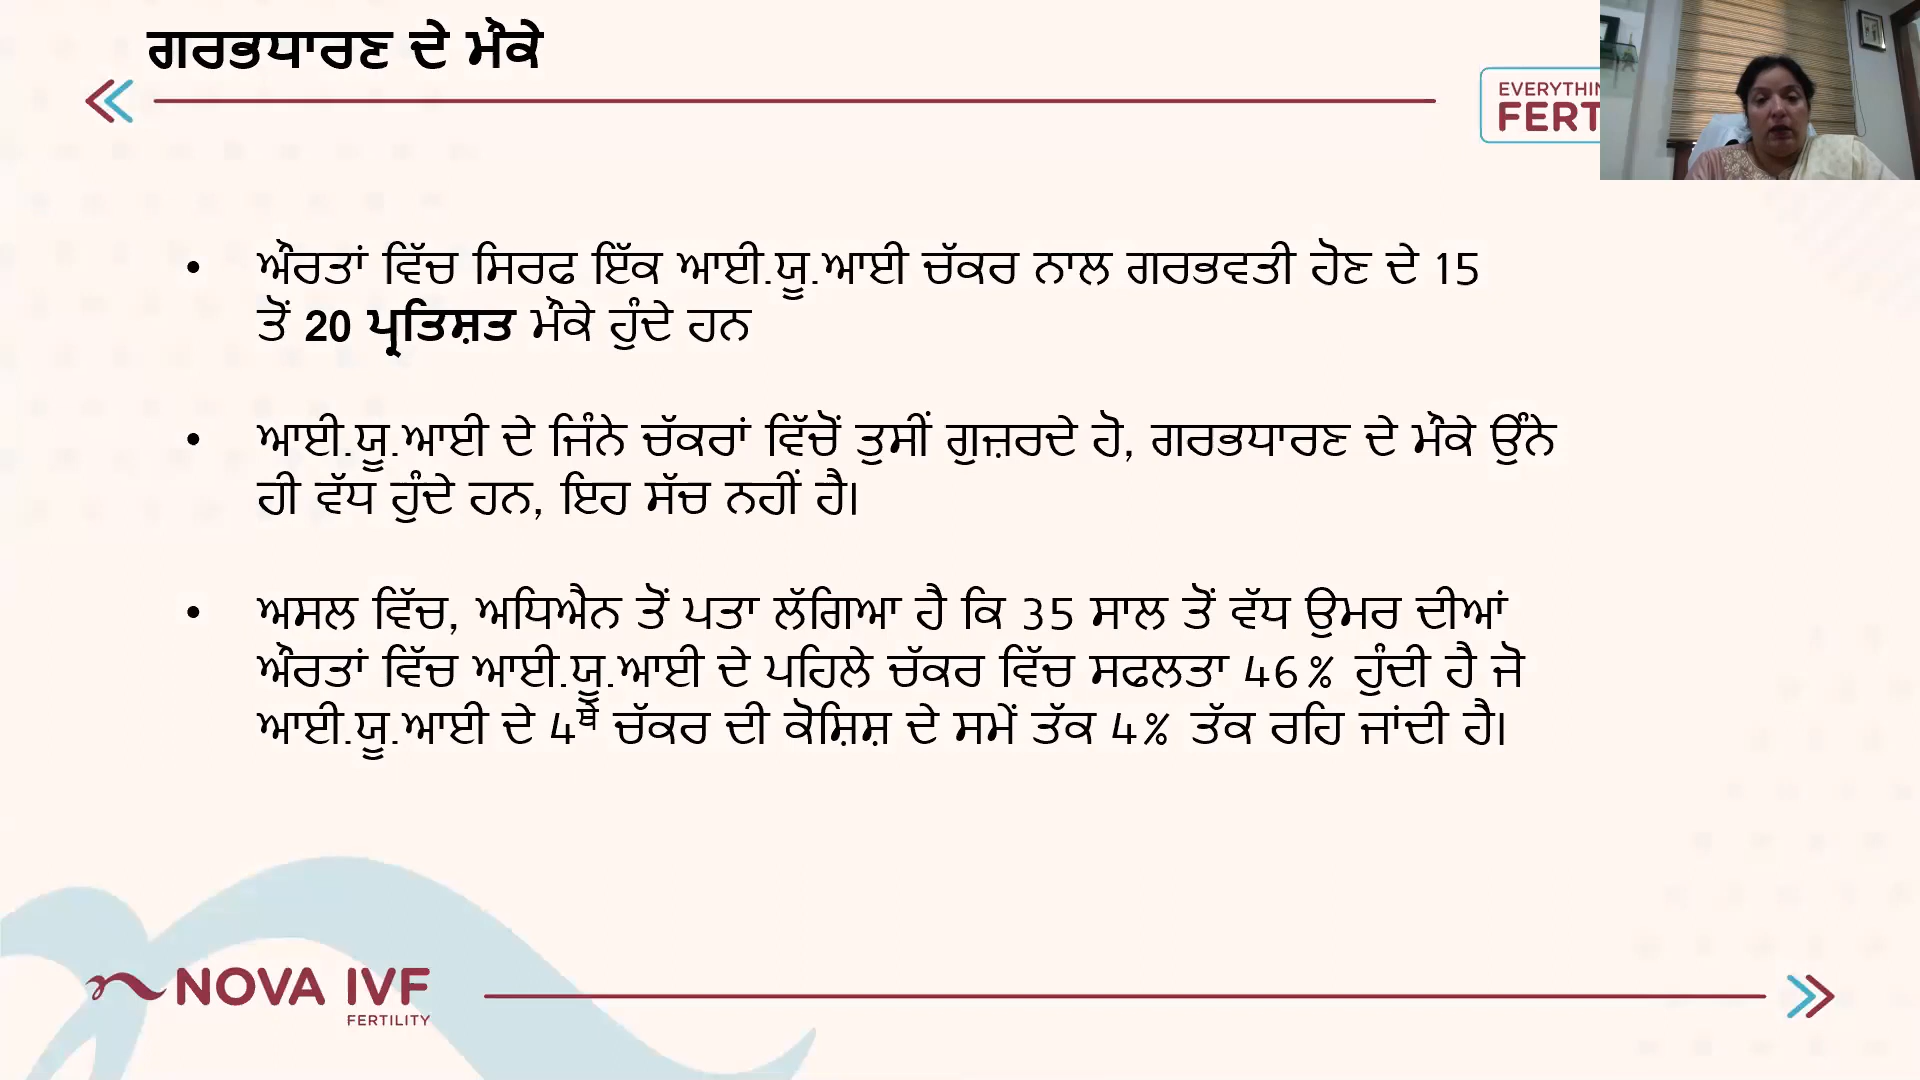 ਗਰਭਧਾਰਣ ਦੇ ਮੌਕੇ
EVERYTHIN
FERT
• ਔਰਤਾਂ ਵਿੱਚ ਸਿਰਫ ਇੱਕ ਆਈ.ਯੂ.ਆਈ ਚੱਕਰ ਨਾਲ ਗਰਭਵਤੀ ਹੋਣ ਦੇ 15
ਤੋਂ 20 ਪ੍ਰਤਿਸ਼ਤ ਮੌਕੇ ਹੁੰਦੇ ਹਨ
• ਆਈ.ਯੂ.ਆਈ ਦੇ ਜਿੰਨੇ ਚੱਕਰਾਂ ਵਿੱਚੋਂ ਤੁਸੀਂ ਗੁਜ਼ਰਦੇ ਹੋ, ਗਰਭਧਾਰਣ ਦੇ ਮੌਕੇ ਉੰਨੇ
ਹੀ ਵੱਧ ਹੁੰਦੇ ਹਨ, ਇਹ ਸੱਚ ਨਹੀਂ ਹੈ।
• ਅਸਲ ਵਿੱਚ, ਅਧਿਐਨ ਤੋਂ ਪਤਾ ਲੱਗਿਆ ਹੈ ਕਿ 35 ਸਾਲ ਤੋਂ ਵੱਧ ਉਮਰ ਦੀਆਂ
ਔਰਤਾਂ ਵਿੱਚ ਆਈ.ਯੂ.ਆਈ ਦੇ ਪਹਿਲੇ ਚੱਕਰ ਵਿੱਚ ਸਫਲਤਾ 46% ਹੁੰਦੀ ਹੈ ਜੋ
ਆਈ.ਯੂ.ਆਈ ਦੇ 4ਥੇ ਚੱਕਰ ਦੀ ਕੋਸ਼ਿਸ਼ ਦੇ ਸਮੇਂ ਤੱਕ 4% ਤੱਕ ਰਹਿ ਜਾਂਦੀ ਹੈ।
NOVA IVF
FERTILITY